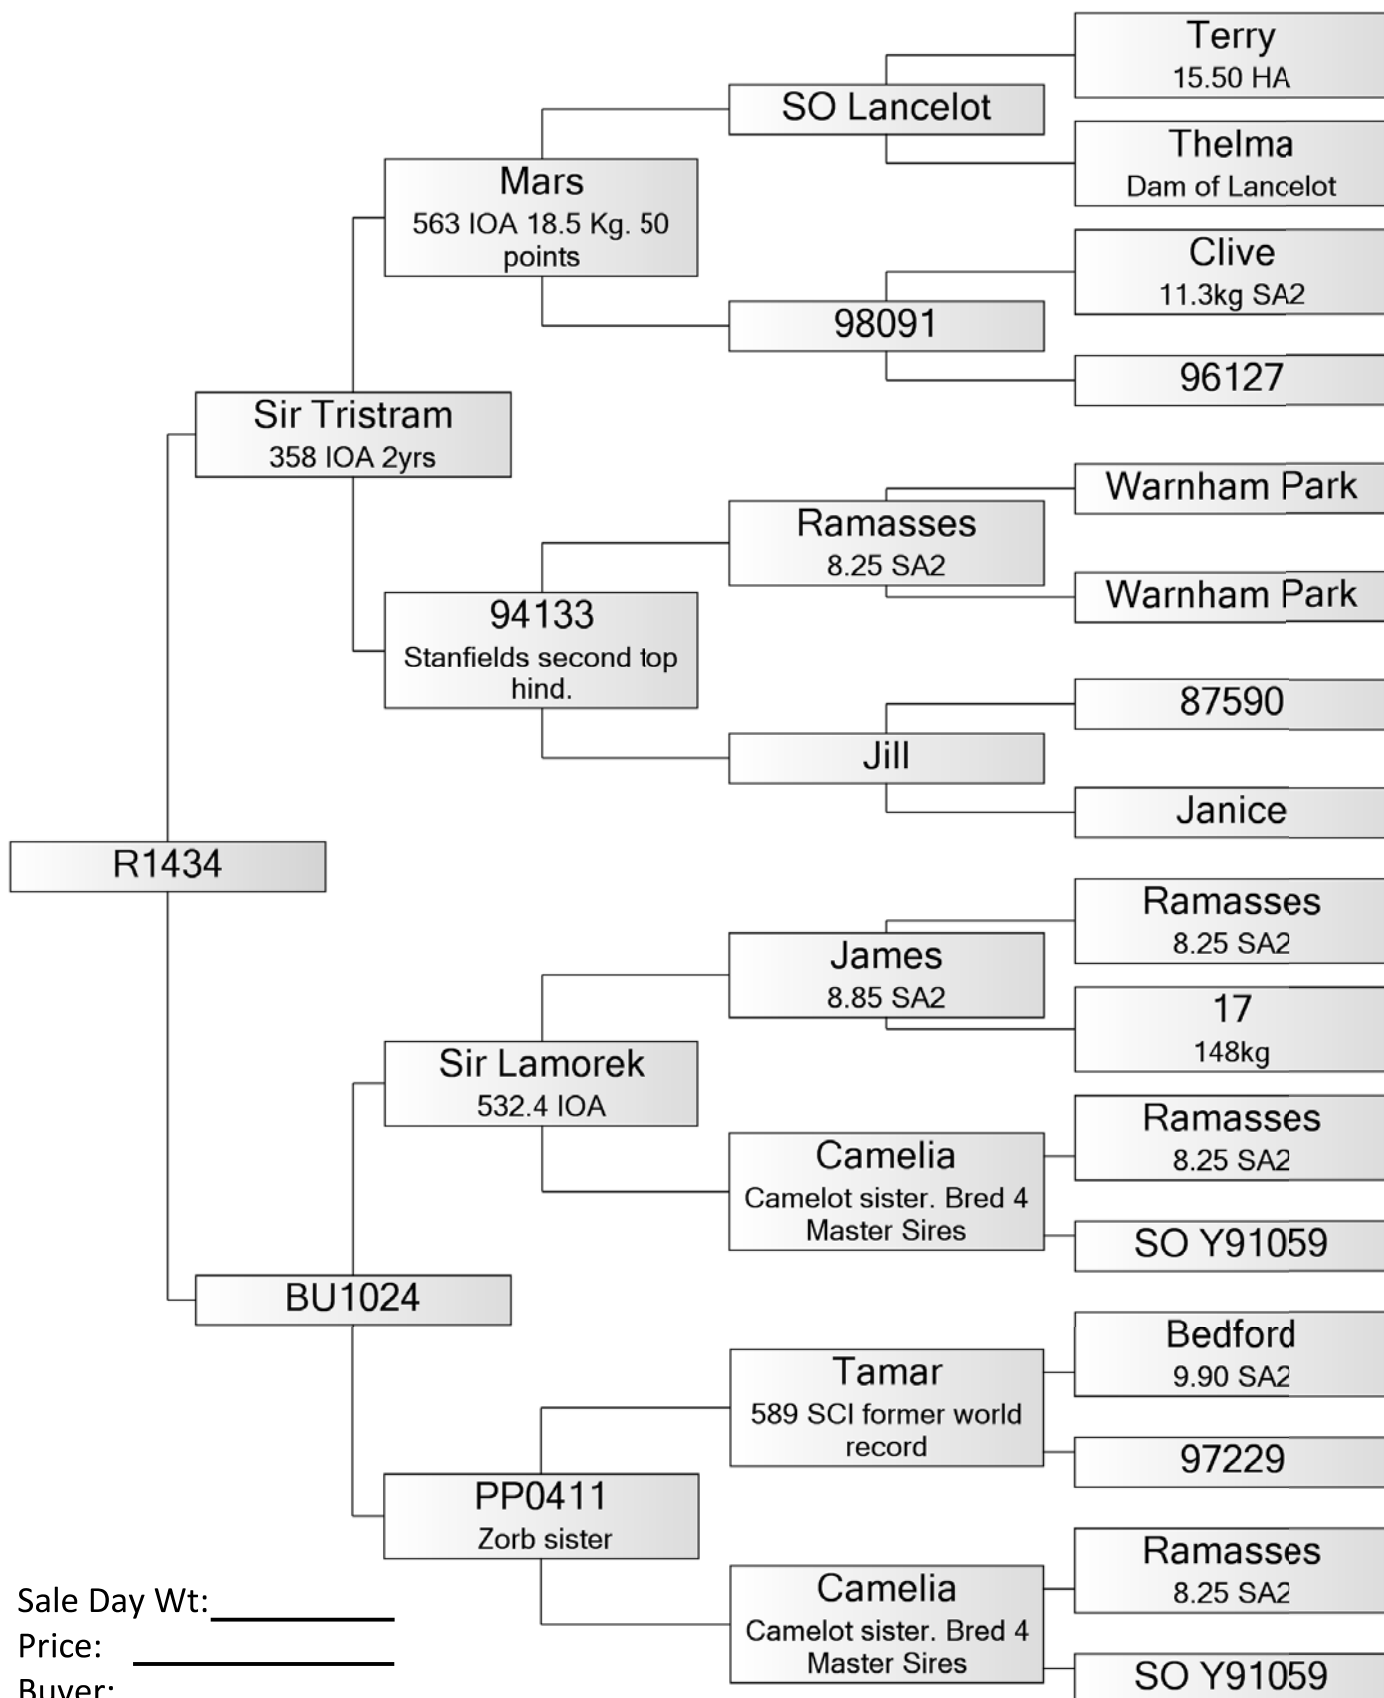 Terry
15.50 HA
SO Lancelot
Thelma
Dam of Lancelot
Mars
563 IOA 18.5 Kg. 50
points
Clive
11.3kg SA2
98091
96127
Sir Tristram
358 IOA 2yrs
Warnham Park
Ramasses
8.25 SA2
Warnham Park
94133
Stanfields second top
hind.
87590
Jill
Janice
R1434
Ramasses
8.25 SA2
James
8.85 SA2
17
148kg
Sir Lamorek
532.4 IOA
Ramasses
8.25 SA2
Camelia
Camelot sister. Bred 4
Master Sires
SO Y91059
BU1024
Bedford
9.90 SA2
Tamar
589 SCI former world
record
97229
PP0411
Zorb sister
Ramasses
8.25 SA2
Camelia
Camelot sister. Bred 4
Master Sires
SO Y91059
Sale Day Wt:
Price:
Buyer: